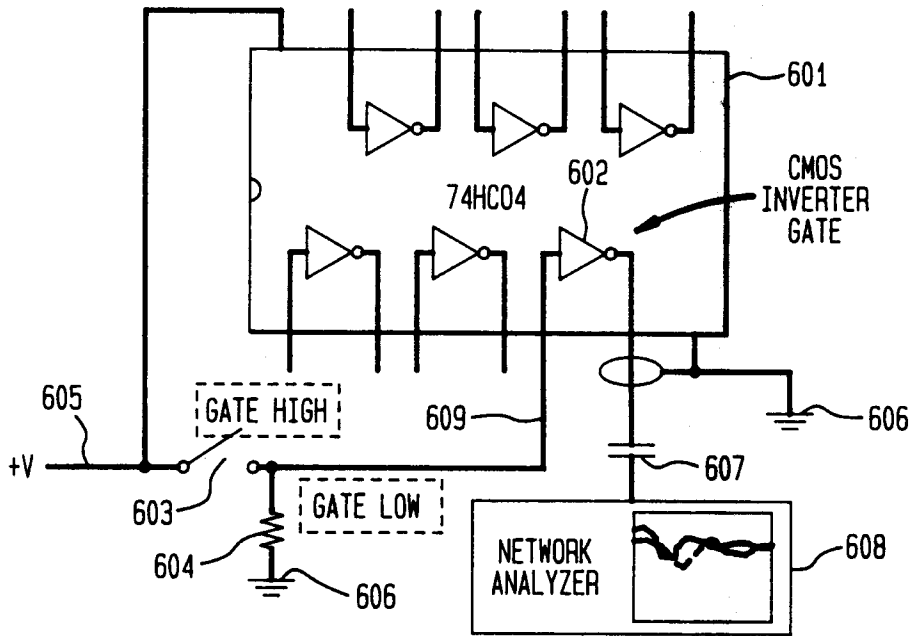 601
602
CMOS
INVERTER
GATE
74HC04
605
GATE HIGH
609
606
+V
603
GATE LOW
607
604
606
NETWORK
ANALYZER
608